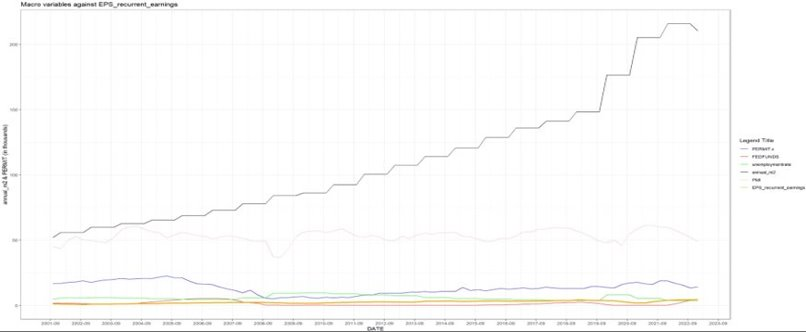 Macro variables against EPS_recurrent_earnings
annual_m2 & PERMIT (in thousands)
200
150
100
50
0
2001-09 2002-09 2003-09 2004-09 2005-09 2006-09 2007-09 2008-09 2009-09 2010-09 2011-09 2012-09 2013-09 2014-09 2015-09 2016-09 2017-09 2018-09 2019-09 2020-09 2021-09 2022-09 2023-09
DATE
Legend Title
PERMIT.x
FEDFUNDS
unemploymentrate
annual_m2
PMI
EPS_recurrent_earnings